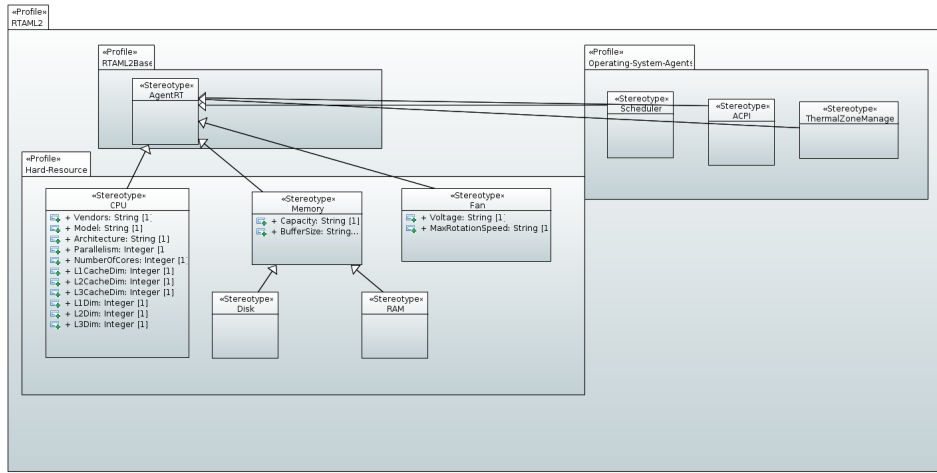 «Profile»
RTAML2
«Profile»
RTAML2Base
«Stereotype»
AgentRT
«Profile»
Operating-System-Agents
«Stereotype»
Scheduler
«Stereotype»
ACPI
«Stereotype»
ThermalZoneManage
«Profile»
Hard-Resource
«Stereotype»
CPU
+ Vendors: String [1]
+ Model: String [1]
+ Architecture: String [1]
+ Parallelism: Integer [1
+ NumberOfCores: Integer [1]
+ L1CacheDim: Integer [1]
+ L2CacheDim: Integer [1]
+ L3CacheDim: Integer [1]
+ L1Dim: Integer [1]
+ L2Dim: Integer [1]
+ L3Dim: Integer [1]
«Stereotype»
Memory
+ Capacity: String [1]
+ BufferSize: String...
«Stereotype»
Fan
+ Voltage: String [1]
+ MaxRotationSpeed: String [1
«Stereotype»
Disk
«Stereotype»
RAM